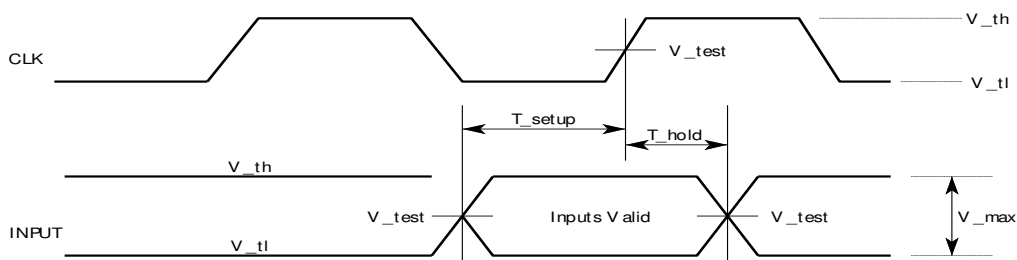 V_th
CLK
V_test
V_tl
T_setup
T_hold
V_th
V_test
Inputs Valid
V_test
V_max
INPUT
V_tl